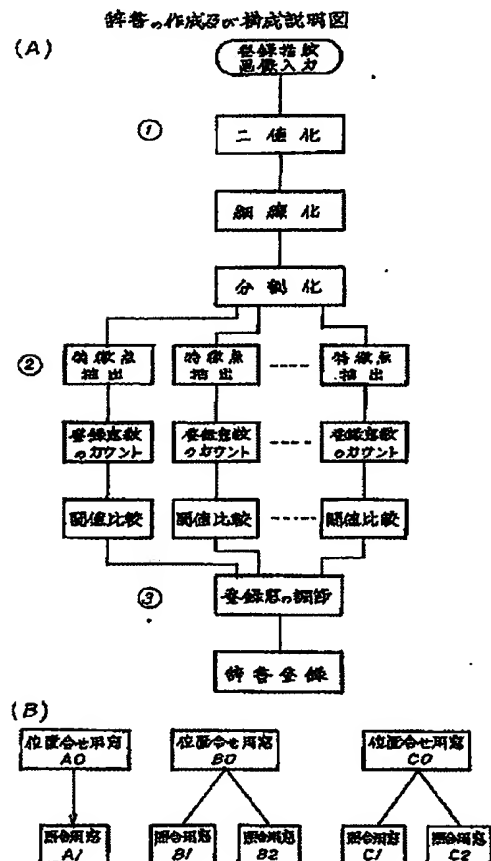 辞書の作成及び構成説明図
(A)
登録指紋
画像入力
①
二値化
細線化
分割化
②
特徴点
抽出
特徴点
抽出
特徴点
抽出
登録窓数
のカウント
登録窓数
のカウント
登録窓数
のカウント
閾値比較
閾値比較
閾値比較
③
登録窓の調節
辞書登録
(B)
位置合せ用窓
A0
位置合せ用窓
B0
位置合せ用窓
C0
照合用窓
A1
照合用窓
B1
照合用窓
B2
照合用窓
C1
照合用窓
C2